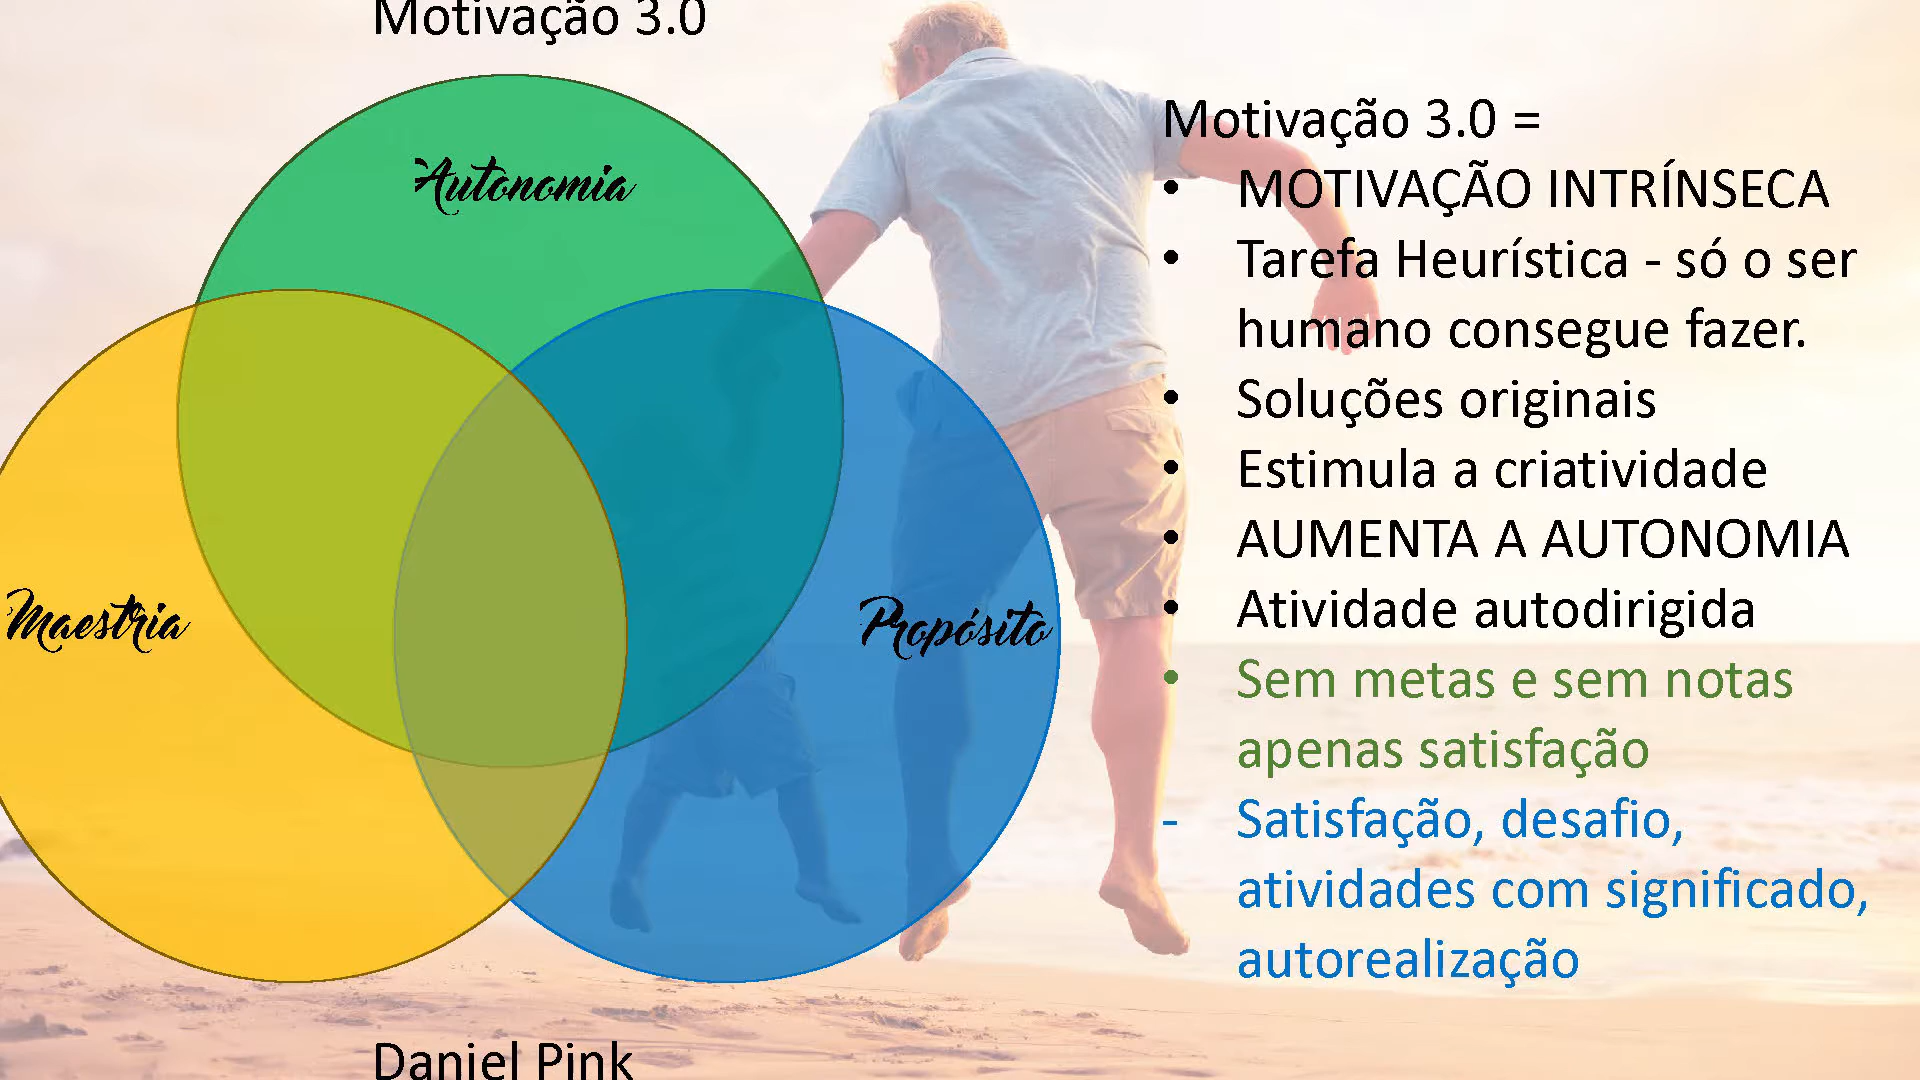 Motivação 3.0
Autonomia
Maestria
Propósito
Daniel Pink
Motivação 3.0 =
• MOTIVAÇÃO INTRÍNSECA
• Tarefa Heurística - só o ser
humano consegue fazer.
• Soluções originais
• Estimula a criatividade
• AUMENTA A AUTONOMIA
• Atividade autodirigida
• Sem metas e sem notas
apenas satisfação
- Satisfação, desafio,
atividades com significado,
autorealização